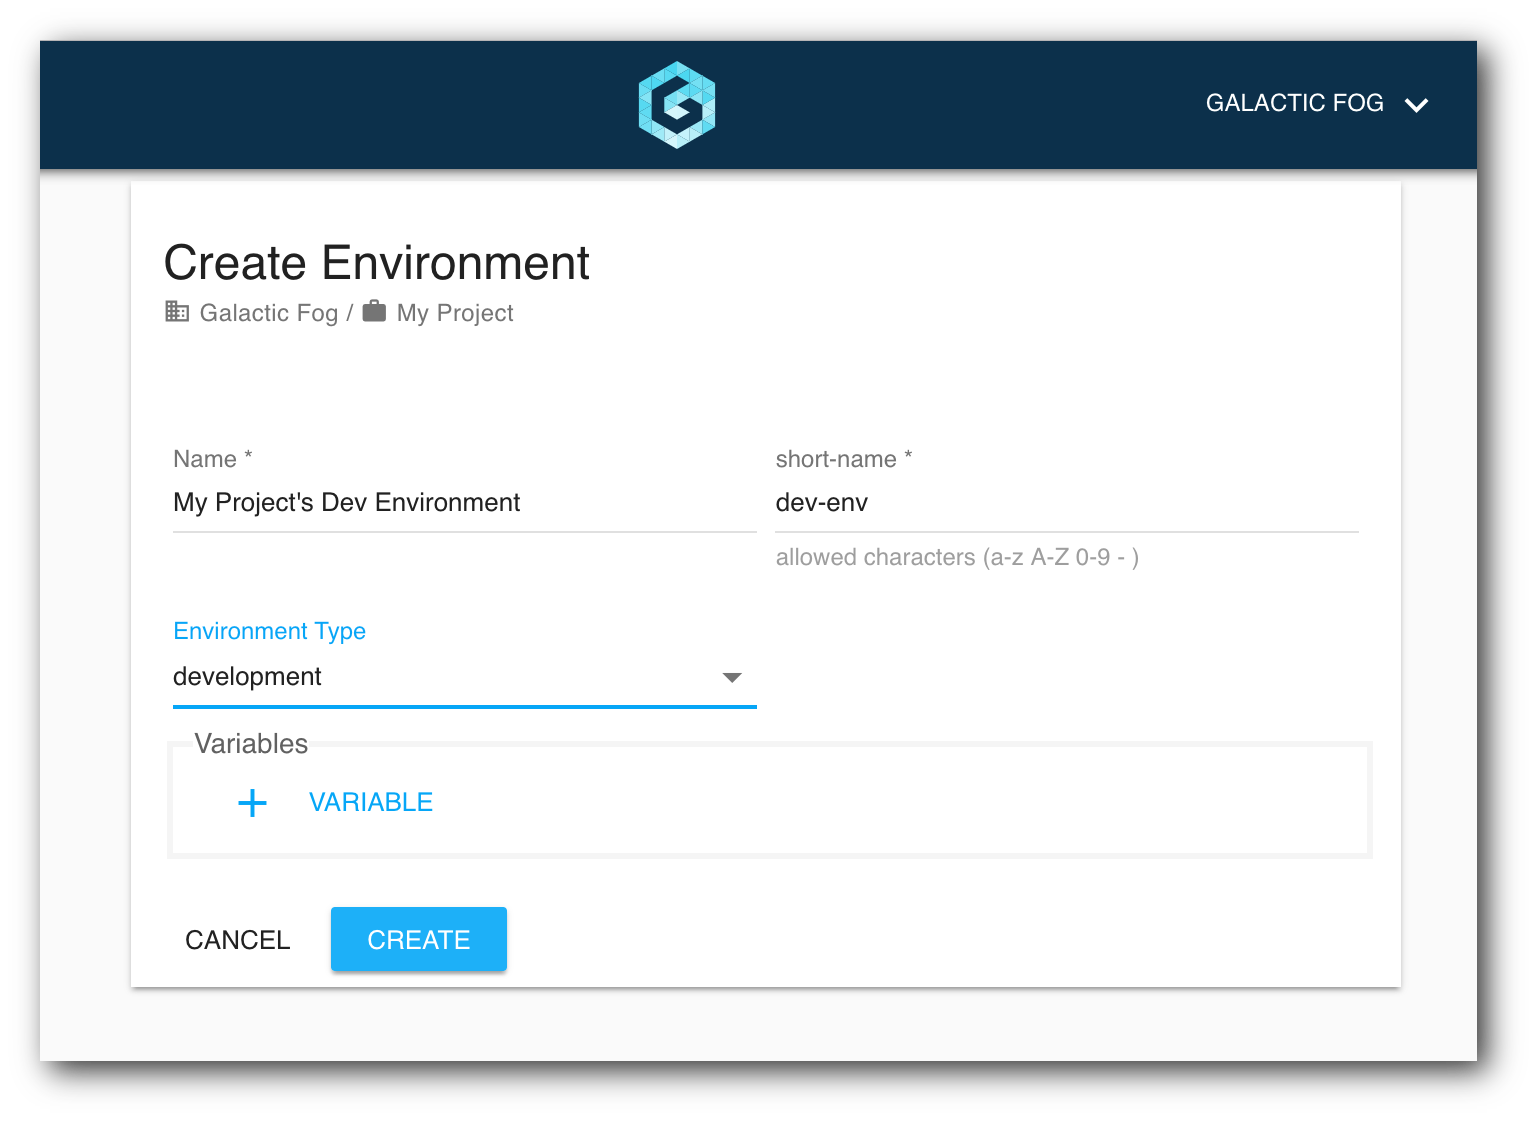 GALACTIC FOG
Create Environment
Galactic Fog / My Project
Name *
short-name *
My Project's Dev Environment
dev-env
allowed characters (a-z A-Z 0-9 - )
Environment Type
development
Variables
VARIABLE
CANCEL
CREATE